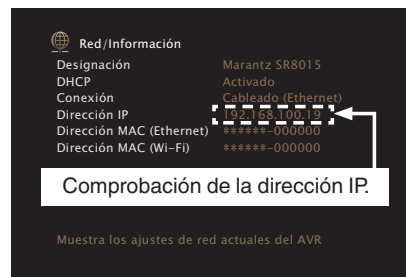 Red/Información
Designación Marantz SR8015
DHCP Activado
Conexión Cableado (Ethernet)
Dirección IP 192.168.100.19
Dirección MAC (Ethernet) ******-000000
Dirección MAC (Wi-Fi) ******-000000
Comprobación de la dirección IP.
Muestra los ajustes de red actuales del AVR